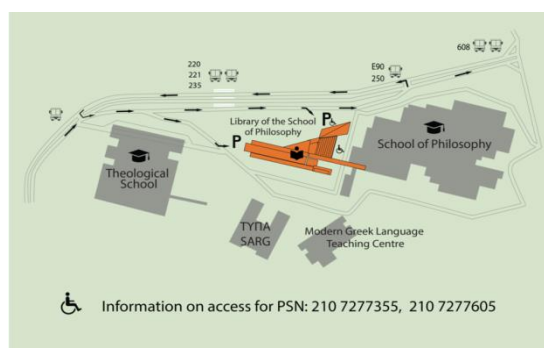 608
220
221
235
E90
250
Library of the School
of Philosophy
P
P
School of Philosophy
Theological
School
ΤΥΠΑ
SARG
Modern Greek Language
Teaching Centre
Information on access for PSN: 210 7277355, 210 7277605